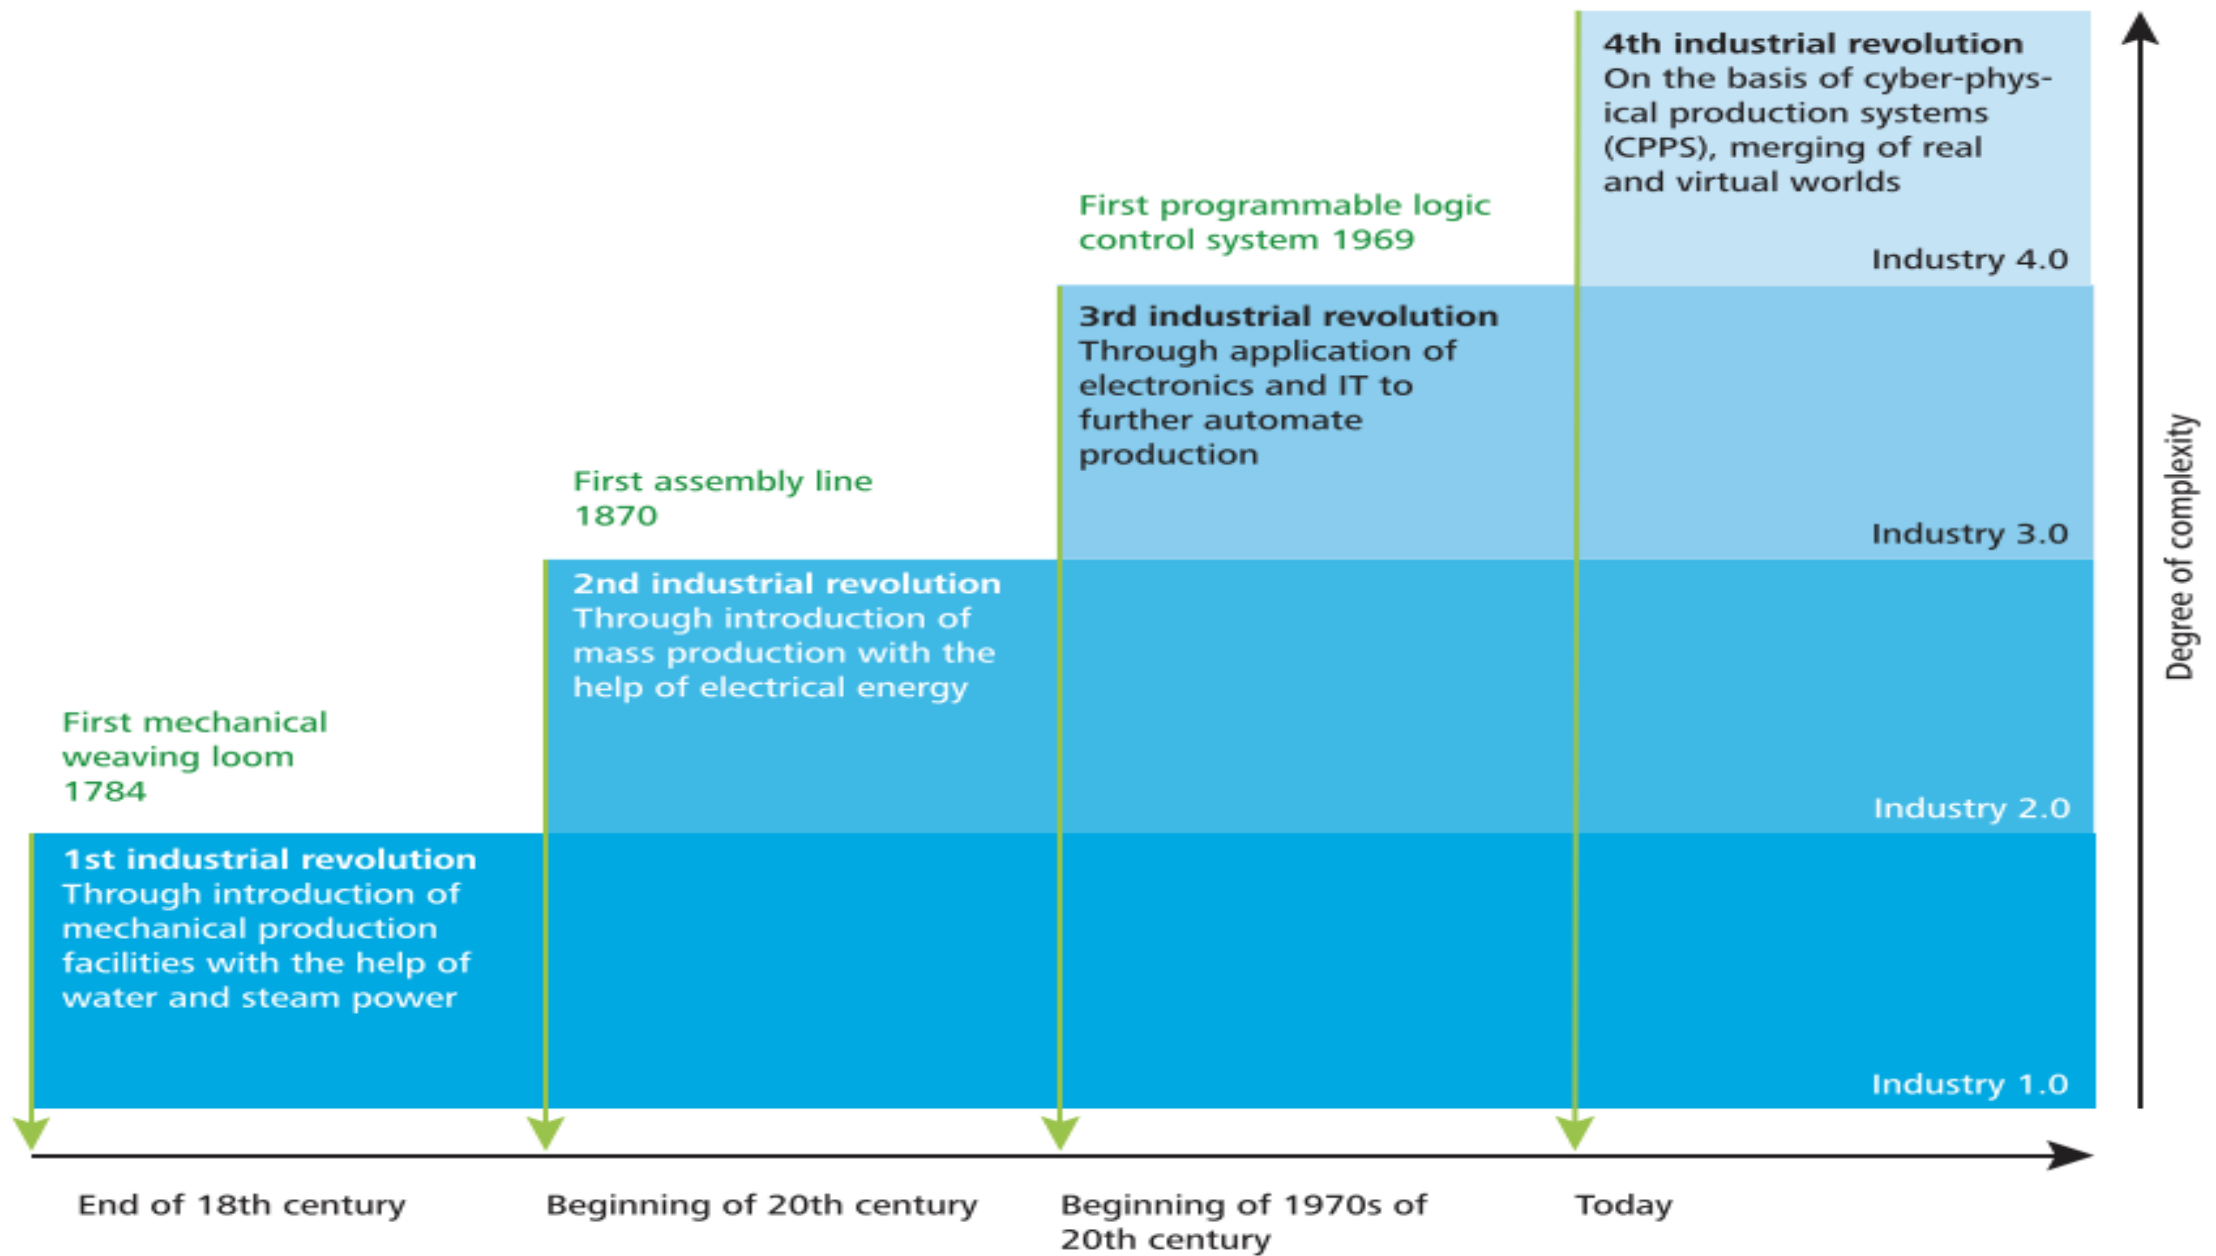 4th industrial revolution
On the basis of cyber-phys-
ical production systems
(CPPS), merging of real
and virtual worlds
Industry 4.0
First programmable logic
control system 1969
3rd industrial revolution
Through application of
electronics and IT to
further automate
production
Industry 3.0
First assembly line
1870
2nd industrial revolution
Through introduction of
mass production with the
help of electrical energy
Industry 2.0
First mechanical
weaving loom
1784
1st industrial revolution
Through introduction of
mechanical production
facilities with the help of
water and steam power
Industry 1.0
Degree of complexity
End of 18th century
Beginning of 20th century
Beginning of 1970s of
20th century
Today